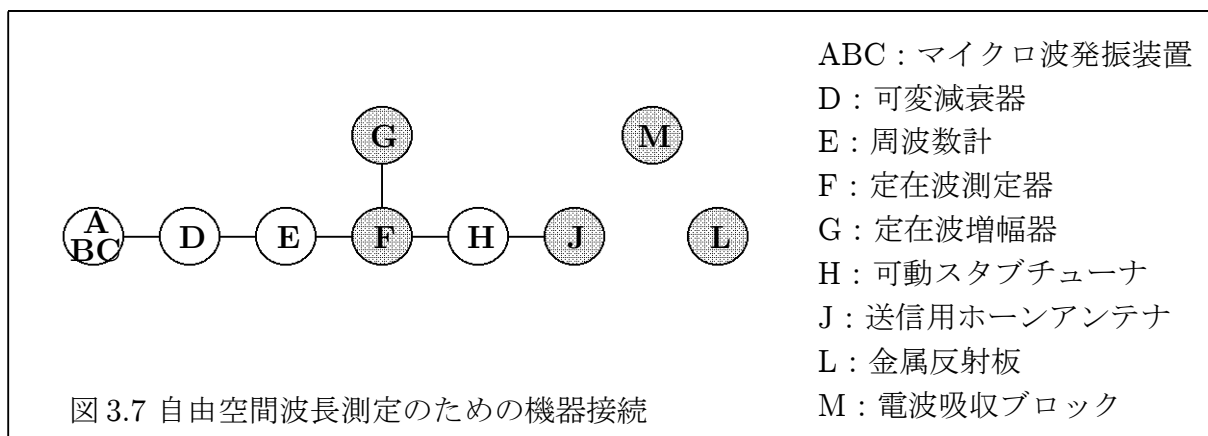 G
M
A
BC
D
E
F
H
J
L
図 3.7 自由空間波長測定のための機器接続
ABC：マイクロ波発振装置
D：可変減衰器
E：周波数計
F：定在波測定器
G：定在波増幅器
H：可動スタブチューナ
J：送信用ホーンアンテナ
L：金属反射板
M：電波吸収ブロック